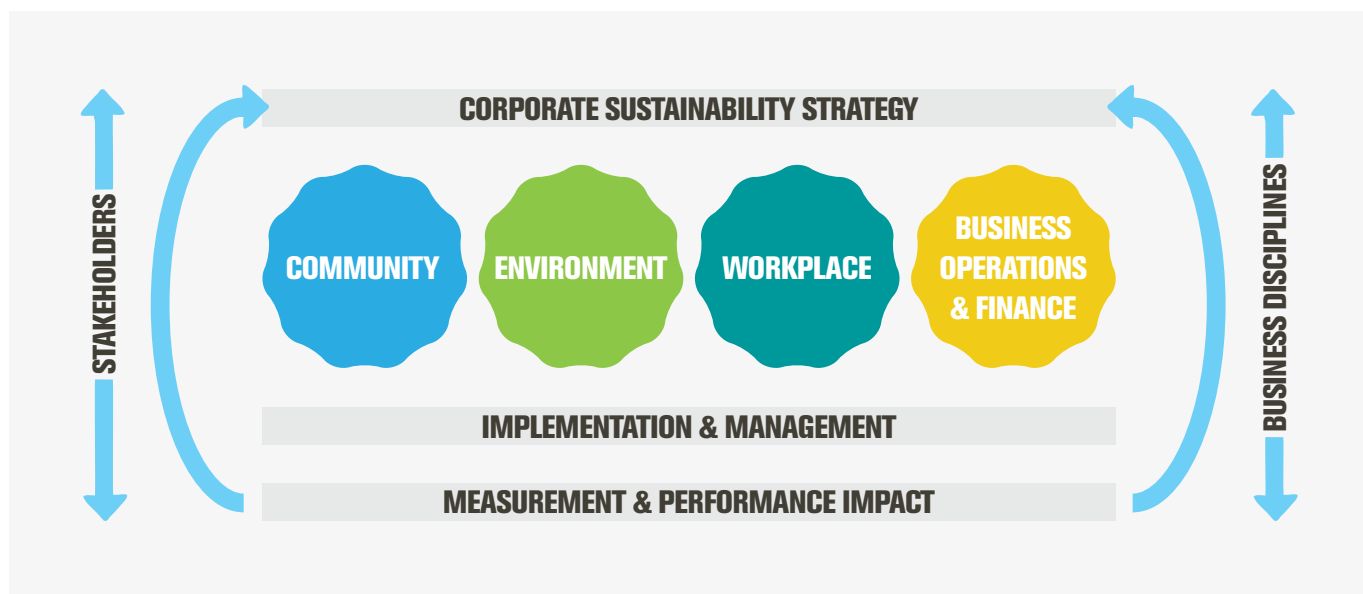 CORPORATE SUSTAINABILITY STRATEGY
STAKEHOLDERS
COMMUNITY
ENVIRONMENT
WORKPLACE
BUSINESS
OPERATIONS
& FINANCE
BUSINESS DISCIPLINES
IMPLEMENTATION & MANAGEMENT
MEASUREMENT & PERFORMANCE IMPACT